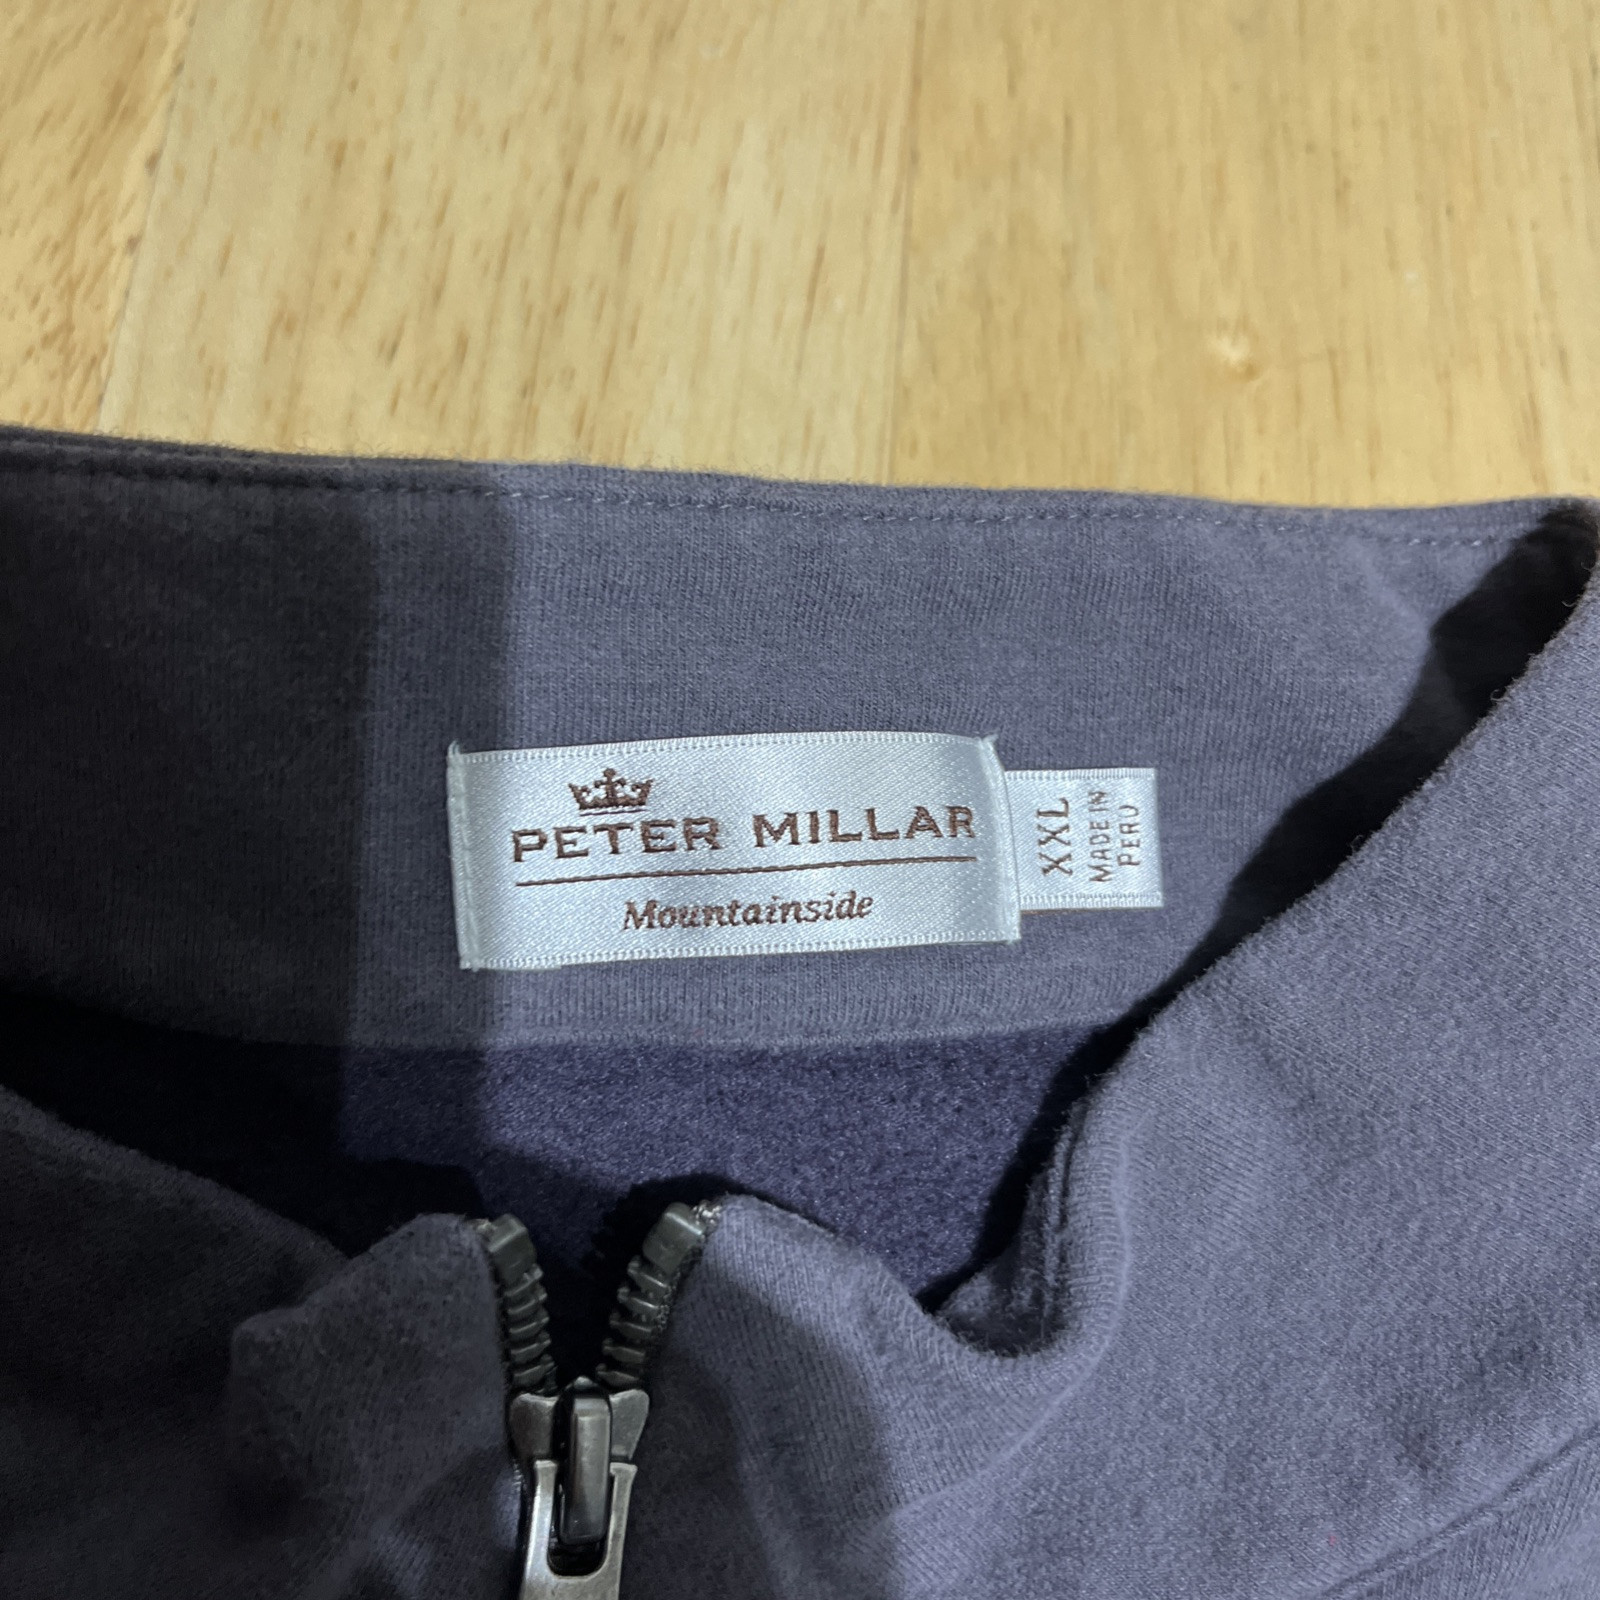 PETER MILLAR
Mountainside
XXL
MADE IN
PERU